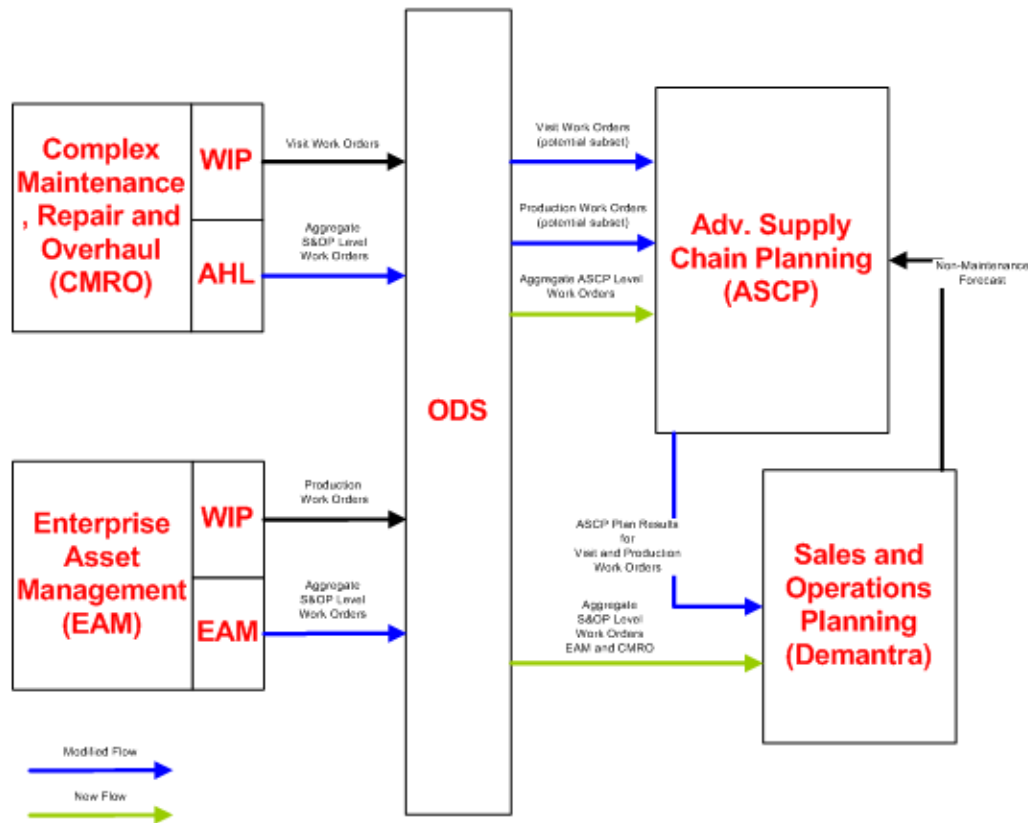 Complex
Maintenance
, Repair and
Overhaul
(CMRO)
WIP
AHL
Visit Work Orders
Aggregate
S&OP Level
Work Orders
Enterprise
Asset
Management
(EAM)
WIP
EAM
Production
Work Orders
Aggregate
S&OP Level
Work Orders
ODS
Visit Work Orders
(potential subset)
Production Work Orders
(potential subset)
Aggregate ASCP Level
Work Orders
Adv. Supply
Chain Planning
(ASCP)
Non-Maintenance
Forecast
ASCP Plan Results
for
Visit and Production
Work Orders
Aggregate
S&OP Level
Work Orders
EAM and CMRO
Sales and
Operations
Planning
(Demantra)
Modified Flow
New Flow